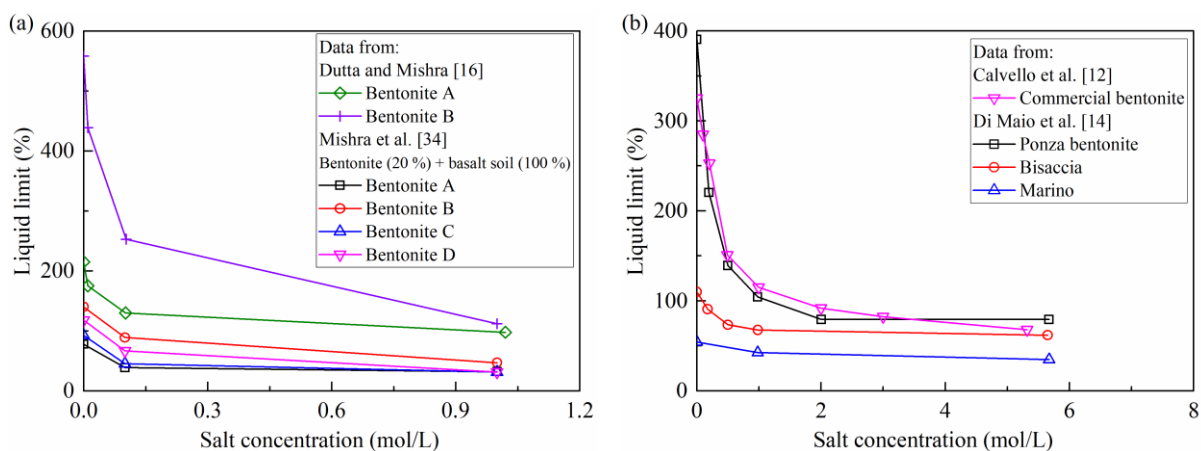 (a)
600
400
200
0
Liquid limit (%)
0.0
0.3
0.6
0.9
1.2
Salt concentration (mol/L)
Data from:
Dutta and Mishra [16]
Bentonite A
Bentonite B
Mishra et al. [34]
Bentonite (20 %) + basalt soil (100 %)
Bentonite A
Bentonite B
Bentonite C
Bentonite D
(b)
400
300
200
100
0
Liquid limit (%)
0
2
4
6
8
Salt concentration (mol/L)
Data from:
Calvello et al. [12]
Commercial bentonite
Di Maio et al. [14]
Ponza bentonite
Bisaccia
Marino